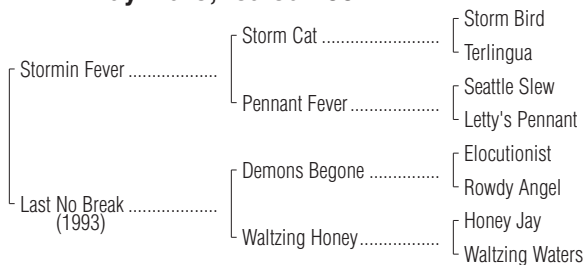 Storm Bird
Storm Cat ........................
Terlingua
Stormin Fever ..................
Seattle Slew
Pennant Fever ..................
Letty's Pennant
Elocutionist
Demons Begone ..............
Rowdy Angel
Last No Break ..................
(1993)
Honey Jay
Waltzing Honey ................
Waltzing Waters